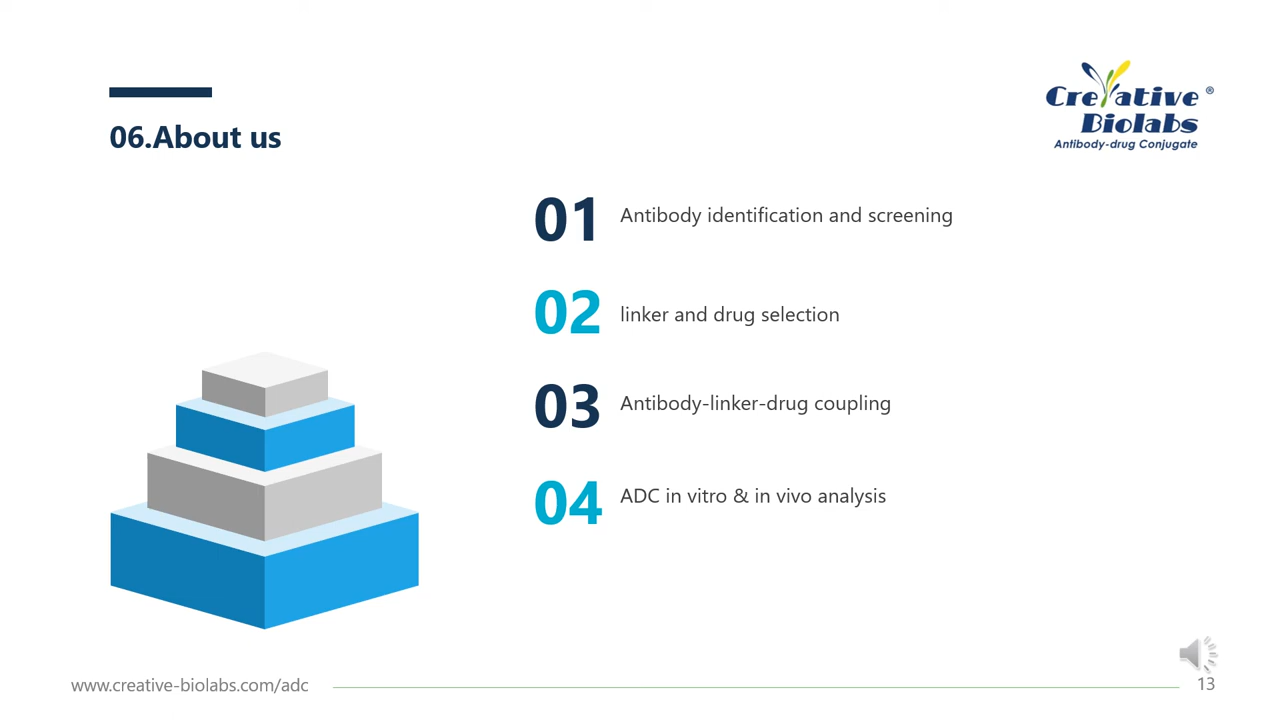 06.About us
Creative
®
Biolabs
Antibody-drug Conjugate
01 Antibody identification and screening
02 linker and drug selection
03 Antibody-linker-drug coupling
04 ADC in vitro & in vivo analysis
www.creative-biolabs.com/adc
13